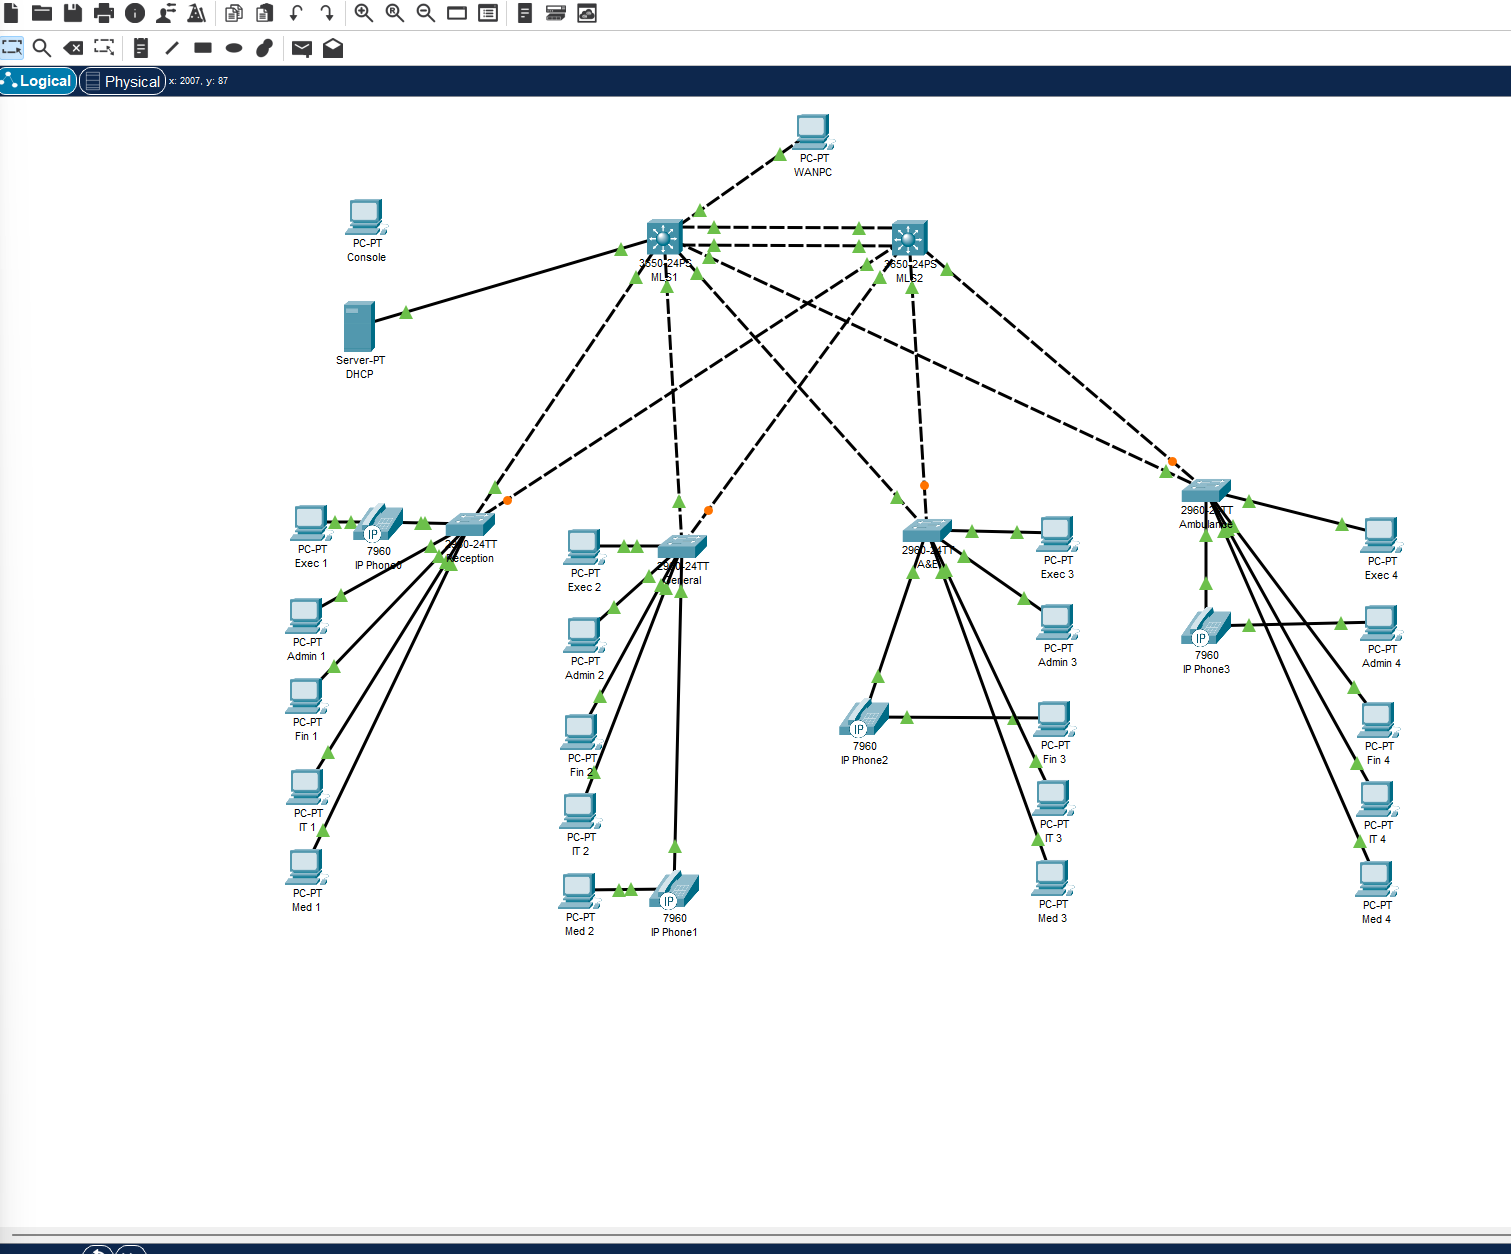 Logical
Physical
x: 2007, y: 87
PC-PT
WANPC
PC-PT
Console
3650-24PS
MLS1
3650-24PS
MLS2
Server-PT
DHCP
PC-PT
Exec 1
7960
IP Phone0
2960-24TT
Reception
PC-PT
Admin 1
PC-PT
Fin 1
PC-PT
IT 1
PC-PT
Med 1
PC-PT
Exec 2
2960-24TT
General
PC-PT
Admin 2
PC-PT
Fin 2
PC-PT
IT 2
PC-PT
Med 2
IP
7960
IP Phone1
2960-24TT
A&E
PC-PT
Exec 3
PC-PT
Admin 3
IP
7960
IP Phone2
PC-PT
Fin 3
PC-PT
IT 3
PC-PT
Med 3
2960-24TT
Ambulance
PC-PT
Exec 4
IP
7960
IP Phone3
PC-PT
Admin 4
PC-PT
Fin 4
PC-PT
IT 4
PC-PT
Med 4